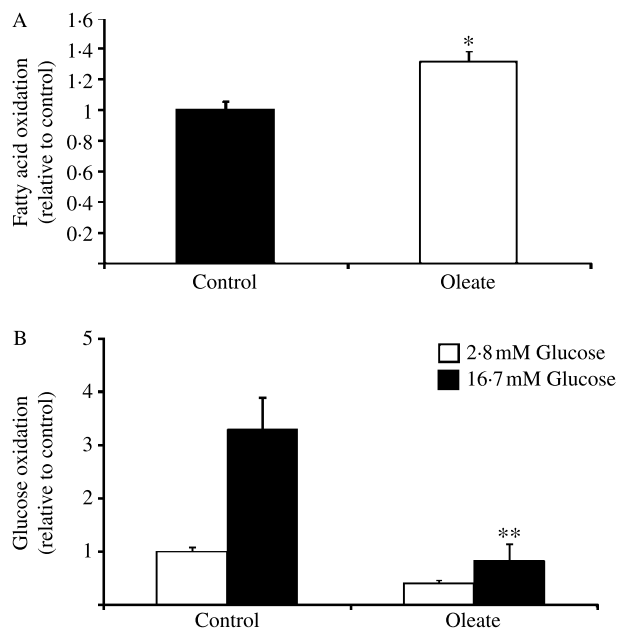 A
Fatty acid oxidation
(relative to control)
1·6
1·4
1·2
1
0·8
0·6
0·4
0·2
*
Control
Oleate
B
Glucose oxidation
(relative to control)
5
4
3
2
1
2·8 mM Glucose
16·7 mM Glucose
**
Control
Oleate